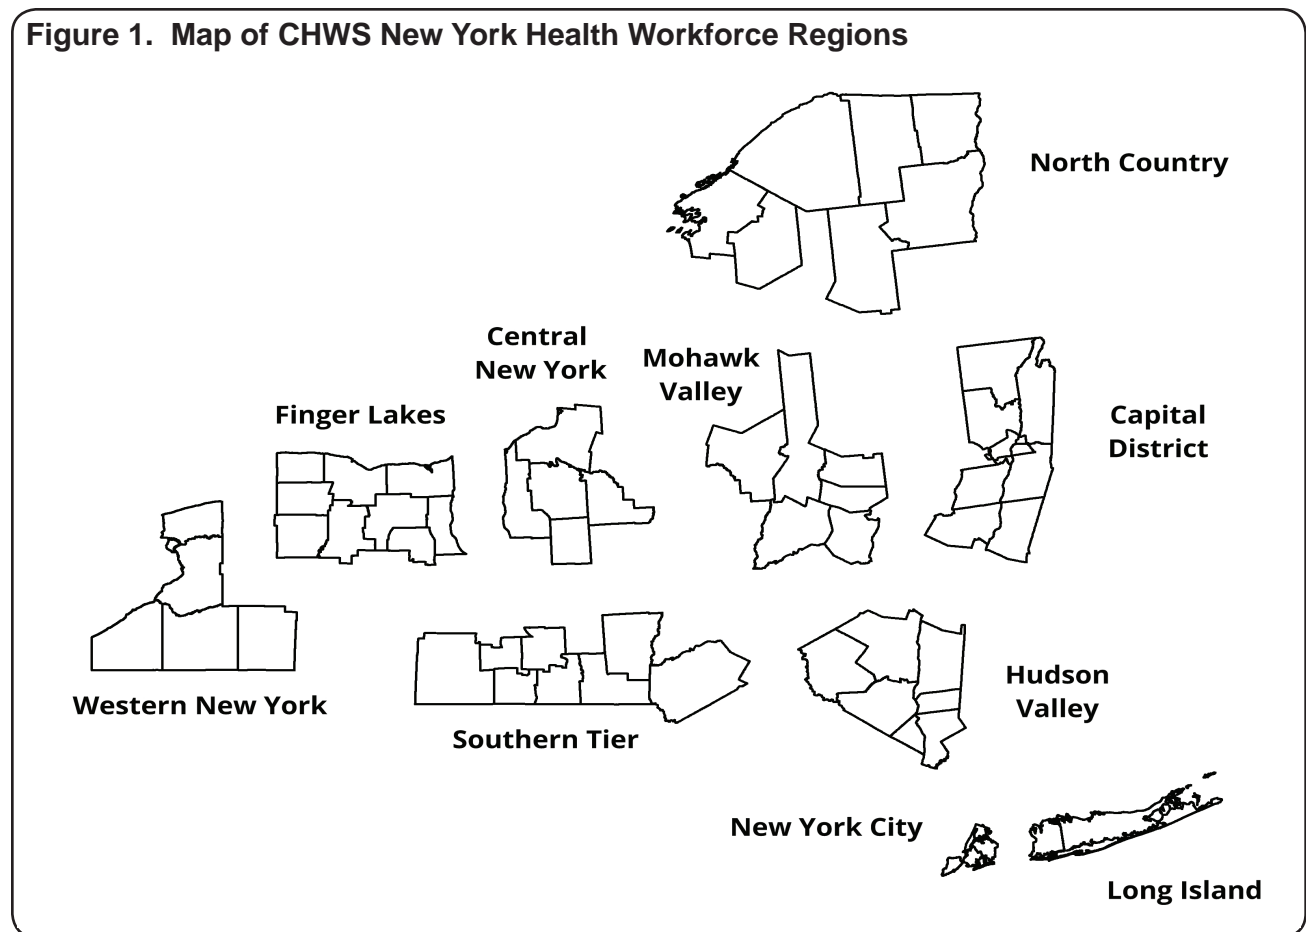 Figure 1. Map of CHWS New York Health Workforce Regions
North Country
Central
New York
Mohawk
Valley
Finger Lakes
Capital
District
Western New York
Southern Tier
Hudson
Valley
New York City
Long Island